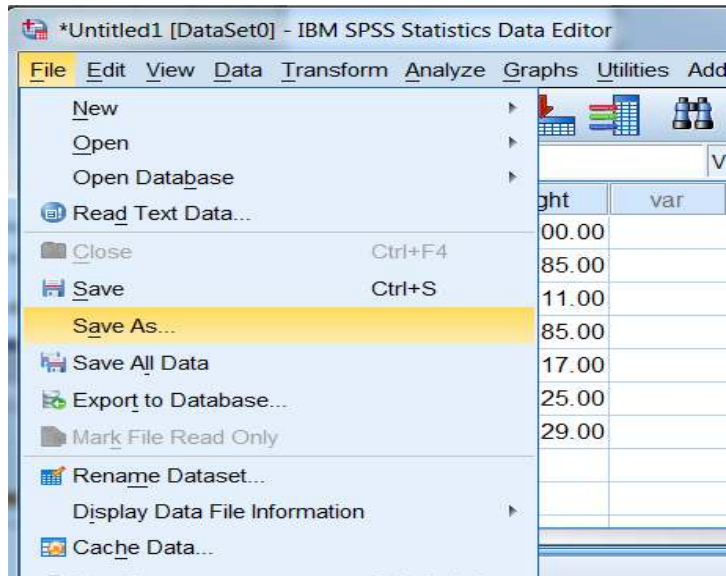 *Untitled1 [DataSet0] - IBM SPSS Statistics Data Editor
File Edit View Data Transform Analyze Graphs Utilities Add
New
Open
Open Database
Read Text Data...
Close Ctrl+F4
Save Ctrl+S
Save As...
Save All Data
Export to Database...
Mark File Read Only
Rename Dataset...
Display Data File Information
Cache Data...
V
ght var
00.00
85.00
11.00
85.00
17.00
25.00
29.00